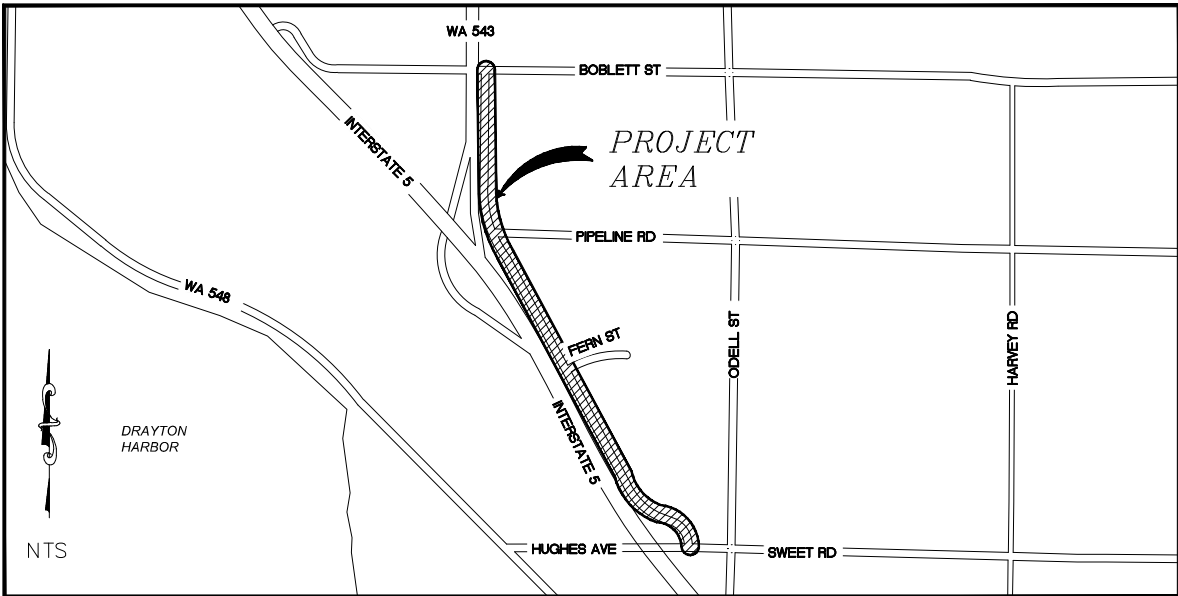 WA 543
BOBLETT ST
INTERSTATE 5
PROJECT
AREA
PIPELINE RD
WA 548
FERN ST
ODELL ST
HARVEY RD
DRAYTON
HARBOR
INTERSTATE 5
NTS
HUGHES AVE
SWEET RD